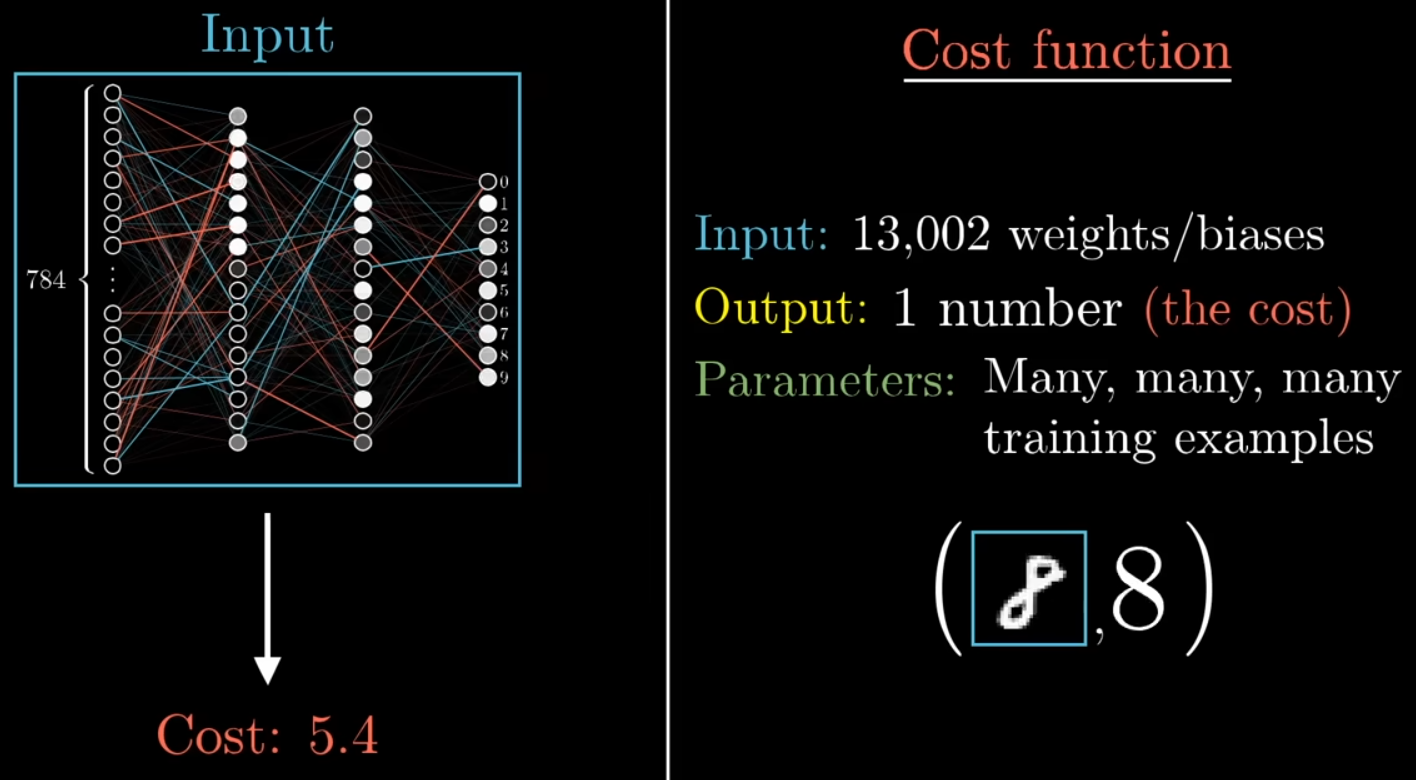 Input
784
0
1
2
3
4
5
6
7
8
9
Cost: 5.4
Cost function
Input: 13,002 weights/biases
Output: 1 number (the cost)
Parameters: Many, many, many
training examples
(8, 8)